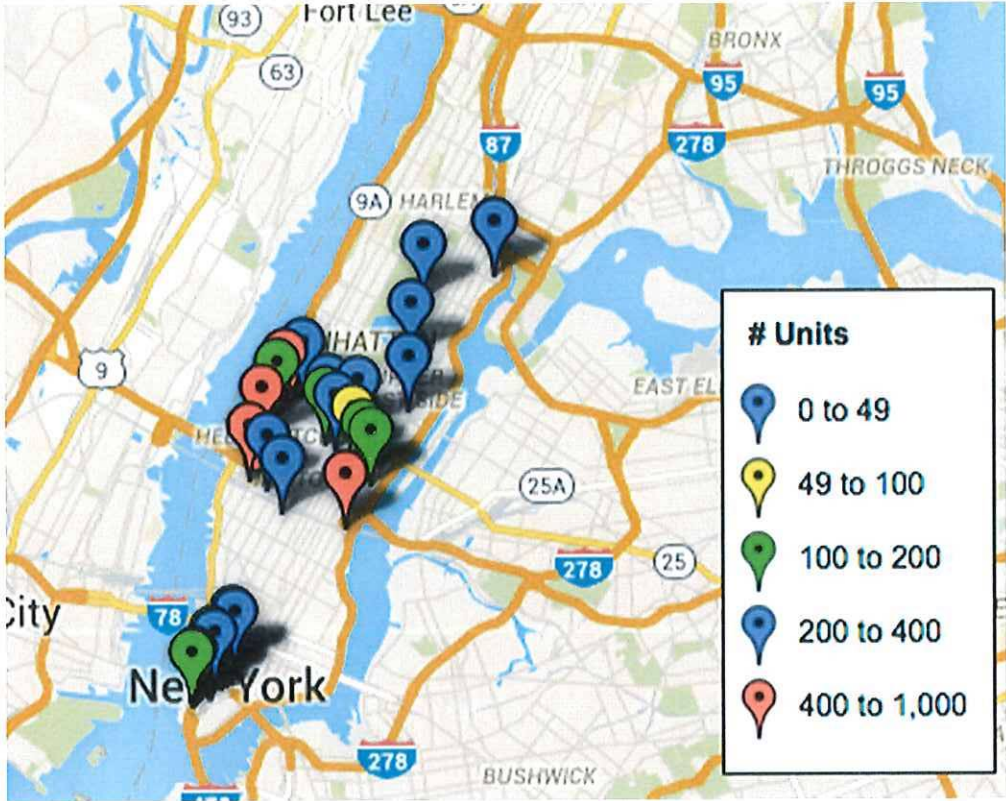 93
Fort Lee
63
BRONX
95
95
87
278
THROGGS NECK
9A
HARLEM
9
EAST EL
25A
278
25
City
78
New York
278
BUSHWICK
# Units
0 to 49
49 to 100
100 to 200
200 to 400
400 to 1,000